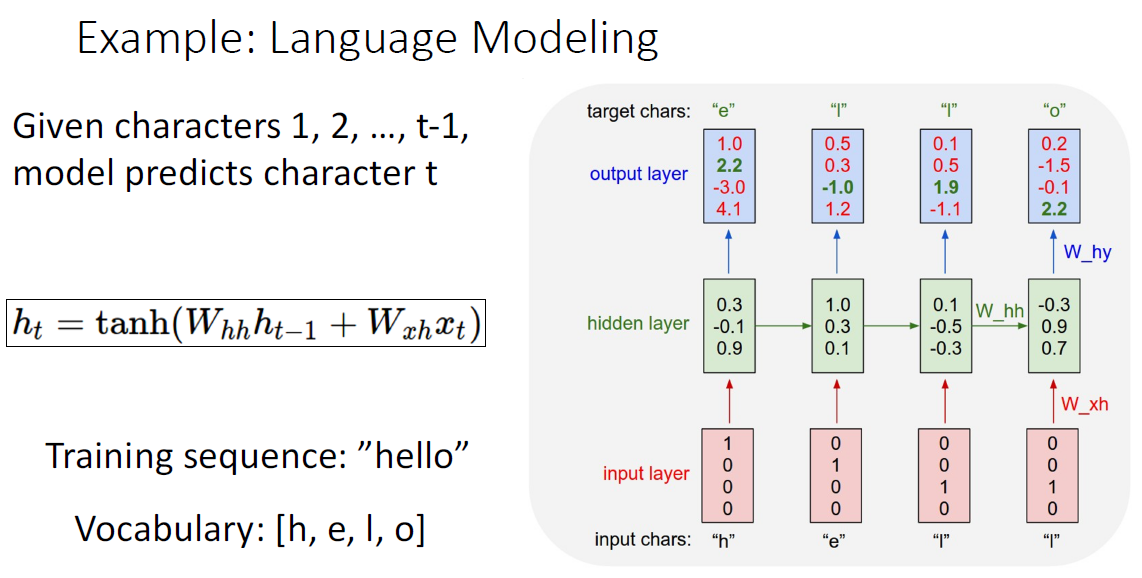 Example: Language Modeling
Given characters 1, 2, …, t-1,
model predicts character t
h_t = tanh(W_{hh}h_{t−1} + W_{xh}x_t)
Training sequence: ”hello”
Vocabulary: [h, e, l, o]
target chars: “e” “l” “l” “o”
output layer
1.0 0.5 0.1 0.2
2.2 0.3 0.5 -1.5
-3.0 -1.0 1.9 -0.1
4.1 1.2 -1.1 2.2
W_hy
hidden layer
0.3 1.0 0.1 -0.3
-0.1 0.3 -0.5 0.9
0.9 0.1 -0.3 0.7
W_hh
W_xh
input layer
1 0 0 0
0 1 0 0
0 0 1 1
0 0 0 0
input chars: “h” “e” “l” “l”